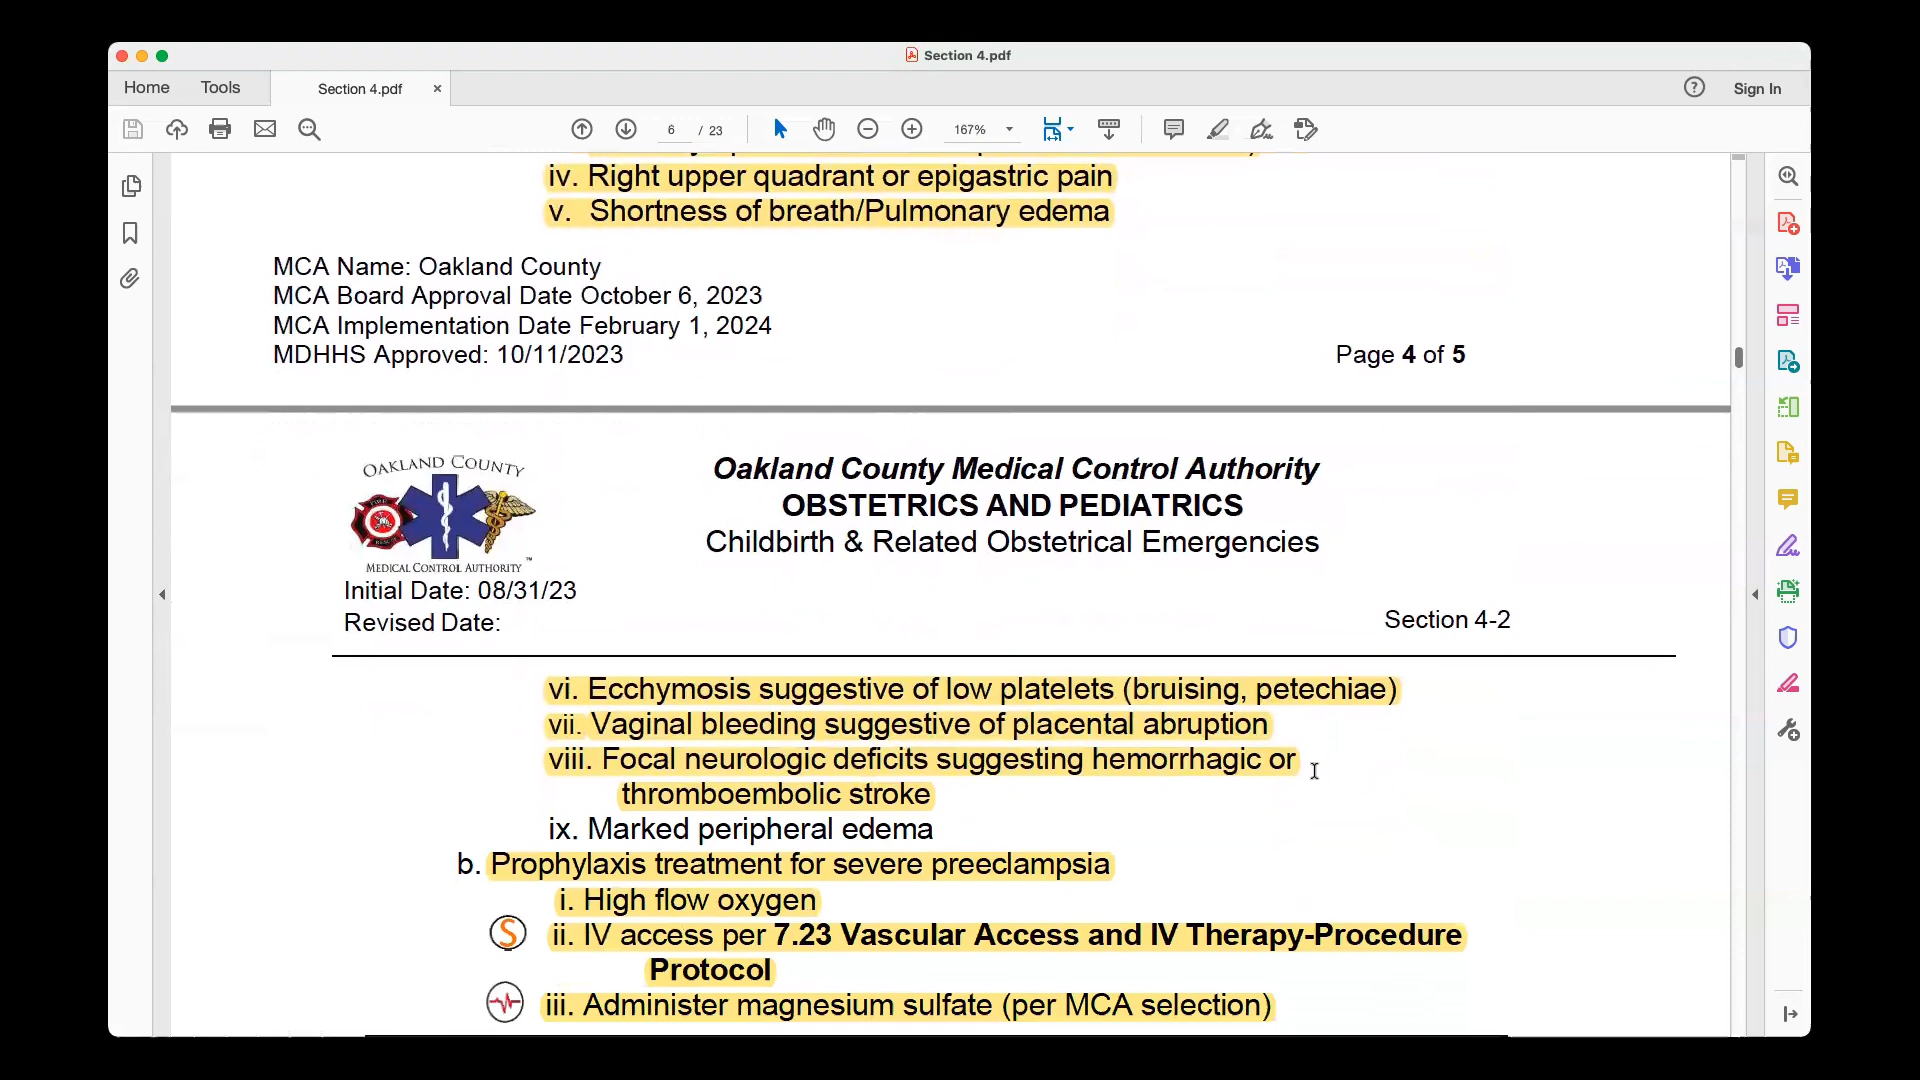 Section 4.pdf
Home Tools Section 4.pdf × Sign In
6 / 23 167%
iv. Right upper quadrant or epigastric pain
v. Shortness of breath/Pulmonary edema
MCA Name: Oakland County
MCA Board Approval Date October 6, 2023
MCA Implementation Date February 1, 2024
MDHHS Approved: 10/11/2023 Page 4 of 5
OAKLAND COUNTY
FIRE
RESCUE
MEDICAL CONTROL AUTHORITY ™
Oakland County Medical Control Authority
OBSTETRICS AND PEDIATRICS
Childbirth & Related Obstetrical Emergencies
Initial Date: 08/31/23
Revised Date:
Section 4-2
vi. Ecchymosis suggestive of low platelets (bruising, petechiae)
vii. Vaginal bleeding suggestive of placental abruption
viii. Focal neurologic deficits suggesting hemorrhagic or
thromboembolic stroke
ix. Marked peripheral edema
b. Prophylaxis treatment for severe preeclampsia
i. High flow oxygen
S ii. IV access per 7.23 Vascular Access and IV Therapy-Procedure
Protocol
iii. Administer magnesium sulfate (per MCA selection)